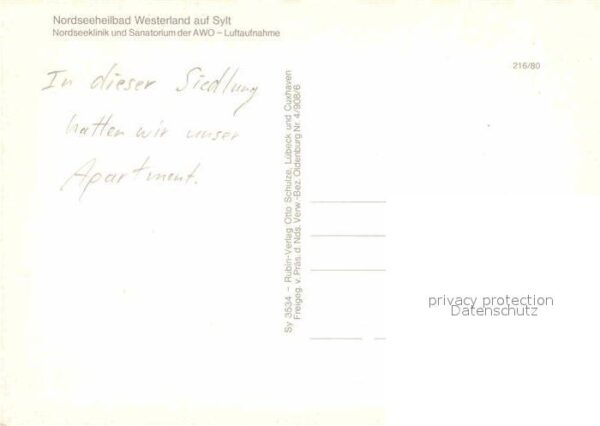 Nordseeheilbad Westerland auf Sylt
Nordseeklinik und Sanatorium der AWO – Luftaufnahme
In dieser Siedlung
hatten wir unser
Apartment.
216/80
Sy 3534 – Rubin-Verlag Otto Schulze, Lübeck und Cuxhaven
Freigeg. v. Präs. d. Nds. Verw.-Bez. Oldenburg Nr. 4/908/6
privacy protection
Datenschutz